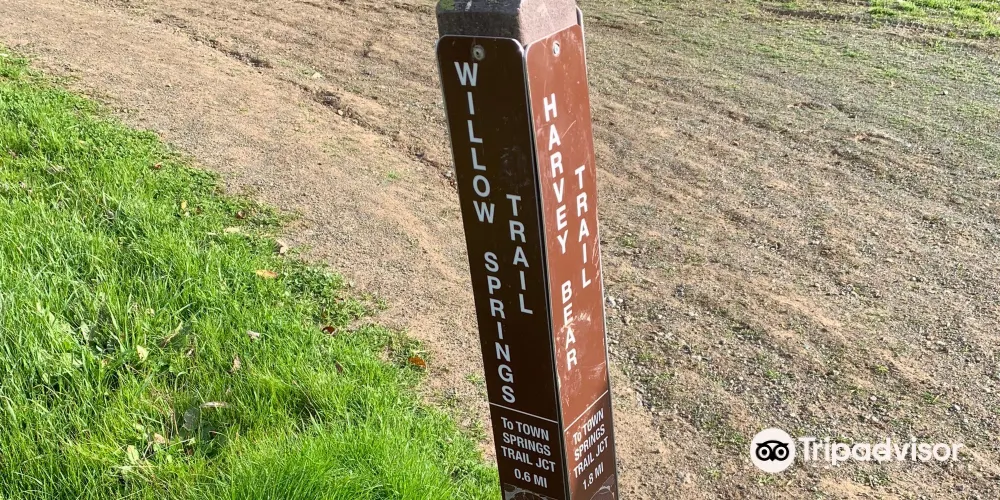 WILLOW SPRINGS
TRAIL
To TOWN
SPRINGS
TRAIL JCT
0.6 MI
HARVEY BEAR
TRAIL
To TOWN
SPRINGS
TRAIL JCT
1.8 MI
Tripadvisor